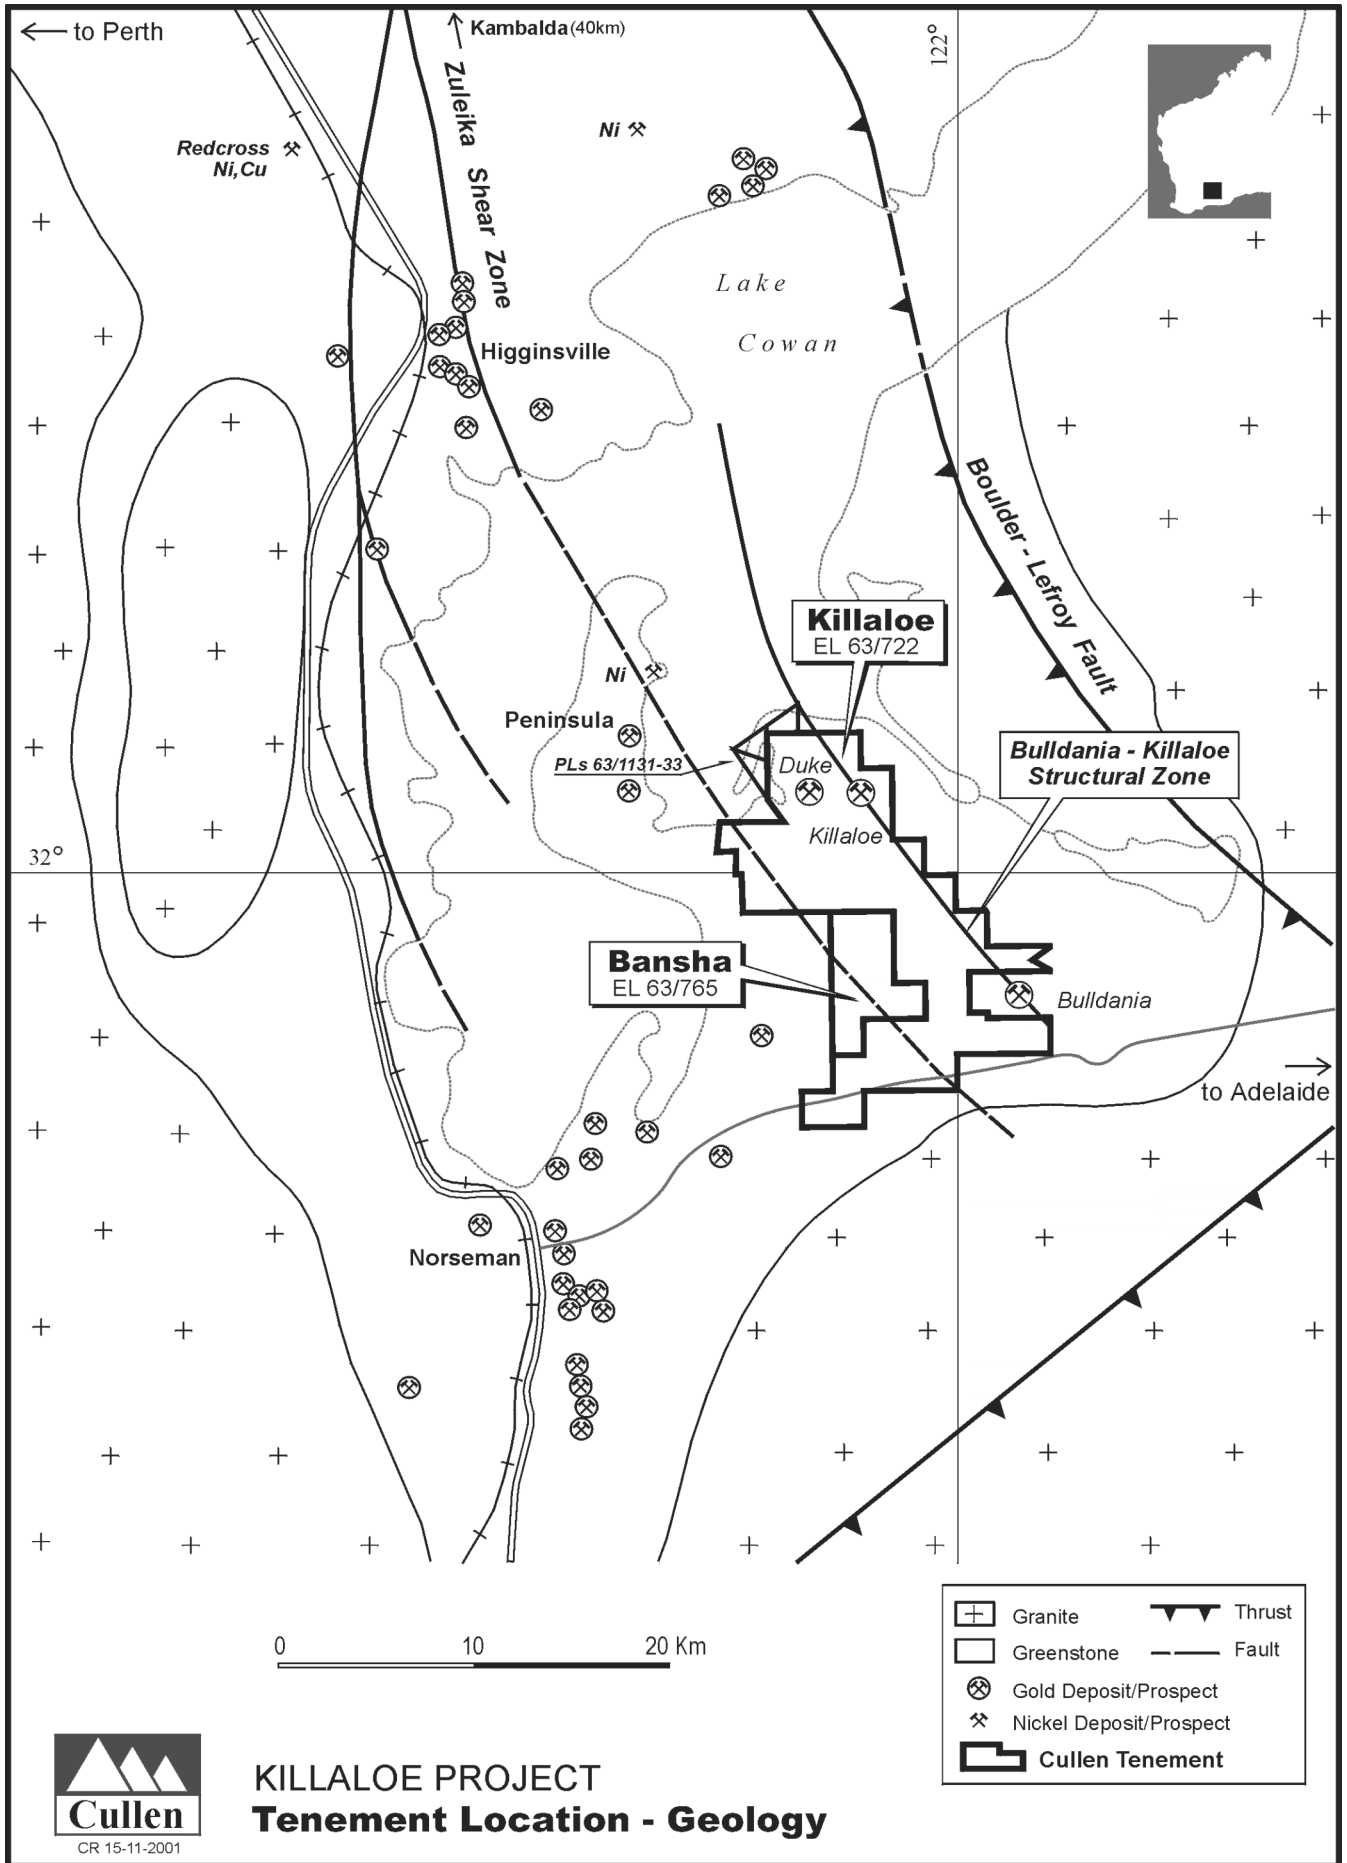 ← to Perth
Kambalda (40km)
122°
Zuleika Shear Zone
Redcross
Ni,Cu
Ni
Lake
Cowan
Higginsville
Boulder - Lefroy Fault
Killaloe
EL 63/722
Ni
Peninsula
PLs 63/1131-33
Duke
Bulldania - Killaloe
Structural Zone
Killaloe
32°
Bansha
EL 63/765
Bulldania
to Adelaide
Norseman
Granite
Thrust
Greenstone
Fault
Gold Deposit/Prospect
Nickel Deposit/Prospect
Cullen Tenement
0 10 20 Km
Cullen
CR 15-11-2001
KILLALOE PROJECT
Tenement Location - Geology